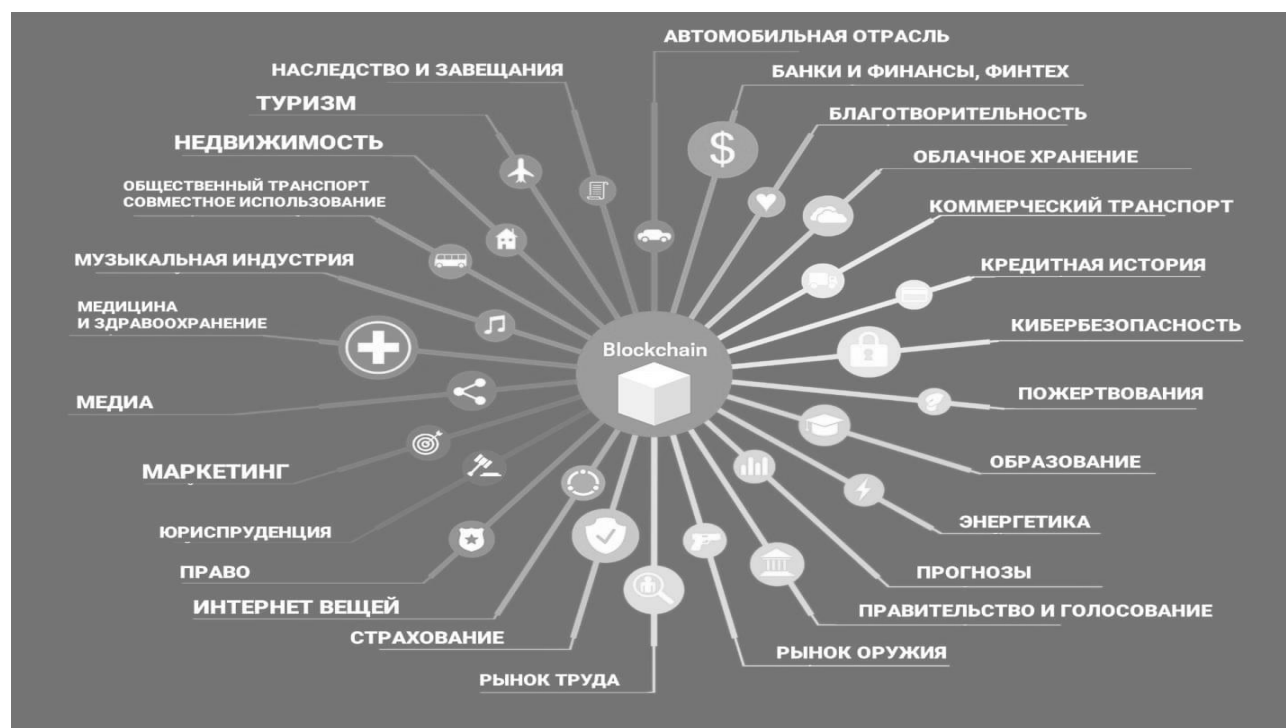 АВТОМОБИЛЬНАЯ ОТРАСЛЬ
БАНКИ И ФИНАНСЫ, ФИНТЕХ
БЛАГОТВОРИТЕЛЬНОСТЬ
ОБЛАЧНОЕ ХРАНЕНИЕ
КОММЕРЧЕСКИЙ ТРАНСПОРТ
КРЕДИТНАЯ ИСТОРИЯ
КИБЕРБЕЗОПАСНОСТЬ
ПОЖЕРТВОВАНИЯ
ОБРАЗОВАНИЕ
ЭНЕРГЕТИКА
ПРОГНОЗЫ
ПРАВИТЕЛЬСТВО И ГОЛОСОВАНИЕ
РЫНОК ОРУЖИЯ
РЫНОК ТРУДА
СТРАХОВАНИЕ
ИНТЕРНЕТ ВЕЩЕЙ
ПРАВО
ЮРИСПРУДЕНЦИЯ
МАРКЕТИНГ
МЕДИА
МЕДИЦИНА
И ЗДРАВООХРАНЕНИЕ
МУЗЫКАЛЬНАЯ ИНДУСТРИЯ
ОБЩЕСТВЕННЫЙ ТРАНСПОРТ
СОВМЕСТНОЕ ИСПОЛЬЗОВАНИЕ
НЕДВИЖИМОСТЬ
ТУРИЗМ
НАСЛЕДСТВО И ЗАВЕЩАНИЯ
$
Blockchain